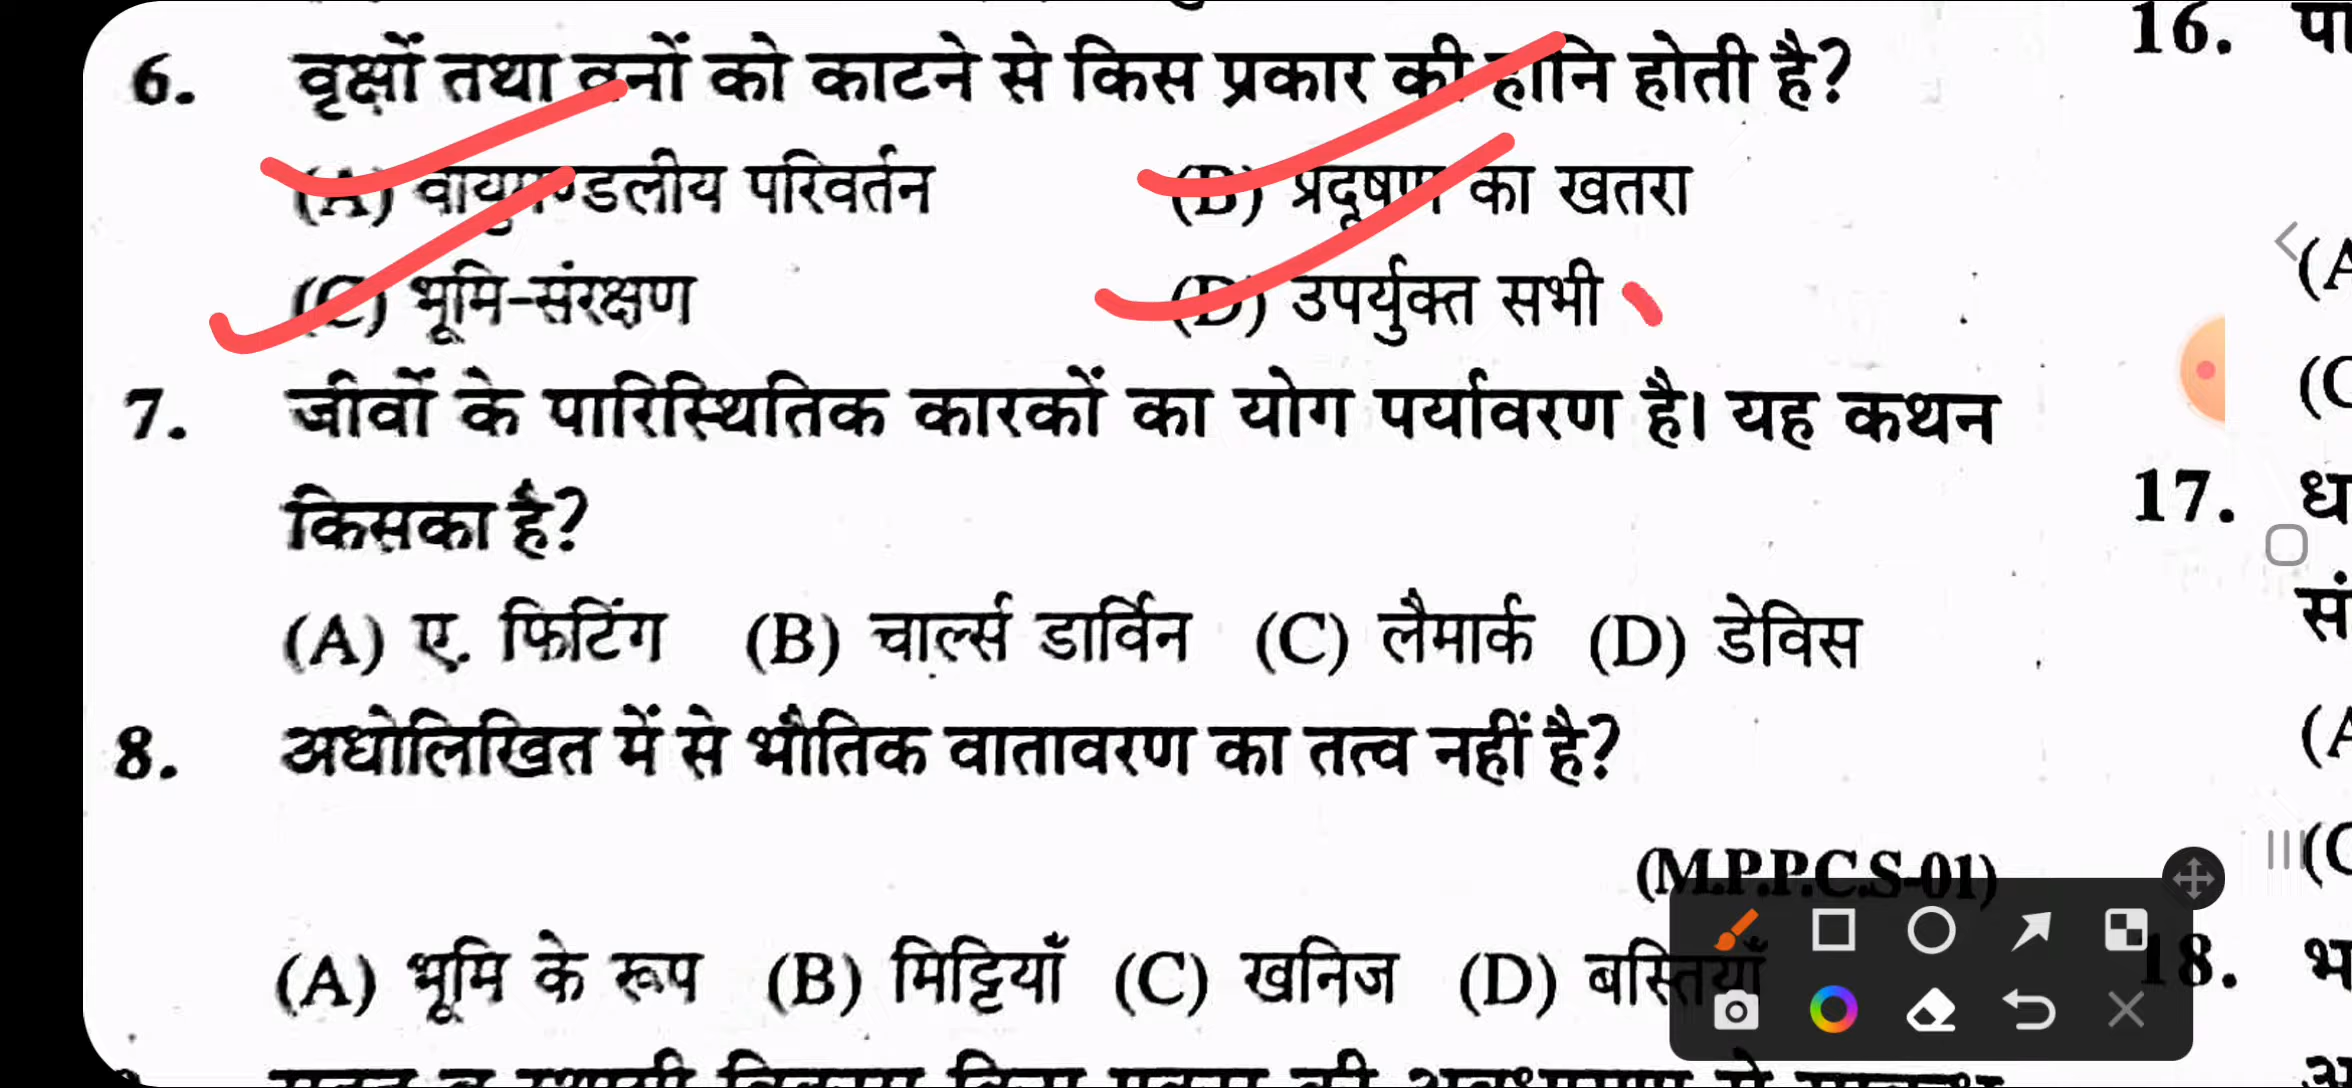 6. वृक्षों तथा वनों को काटने से किस प्रकार की हानि होती है?
(A) वायुमण्डलीय परिवर्तन (B) प्रदूषण का खतरा
(C) भूमि-संरक्षण (D) उपर्युक्त सभी
7. जीवों के पारिस्थितिक कारकों का योग पर्यावरण है। यह कथन
किसका है?
(A) ए. फिटिंग (B) चार्ल्स डार्विन (C) लैमार्क (D) डेविस
8. अधोलिखित में से भौतिक वातावरण का तत्व नहीं है?
(M.P.P.C.S-01)
(A) भूमि के रूप (B) मिट्टियाँ (C) खनिज (D) बस्तियाँ
16. पा
(A
(C
17. ध
सं
(A
(C
18. भ